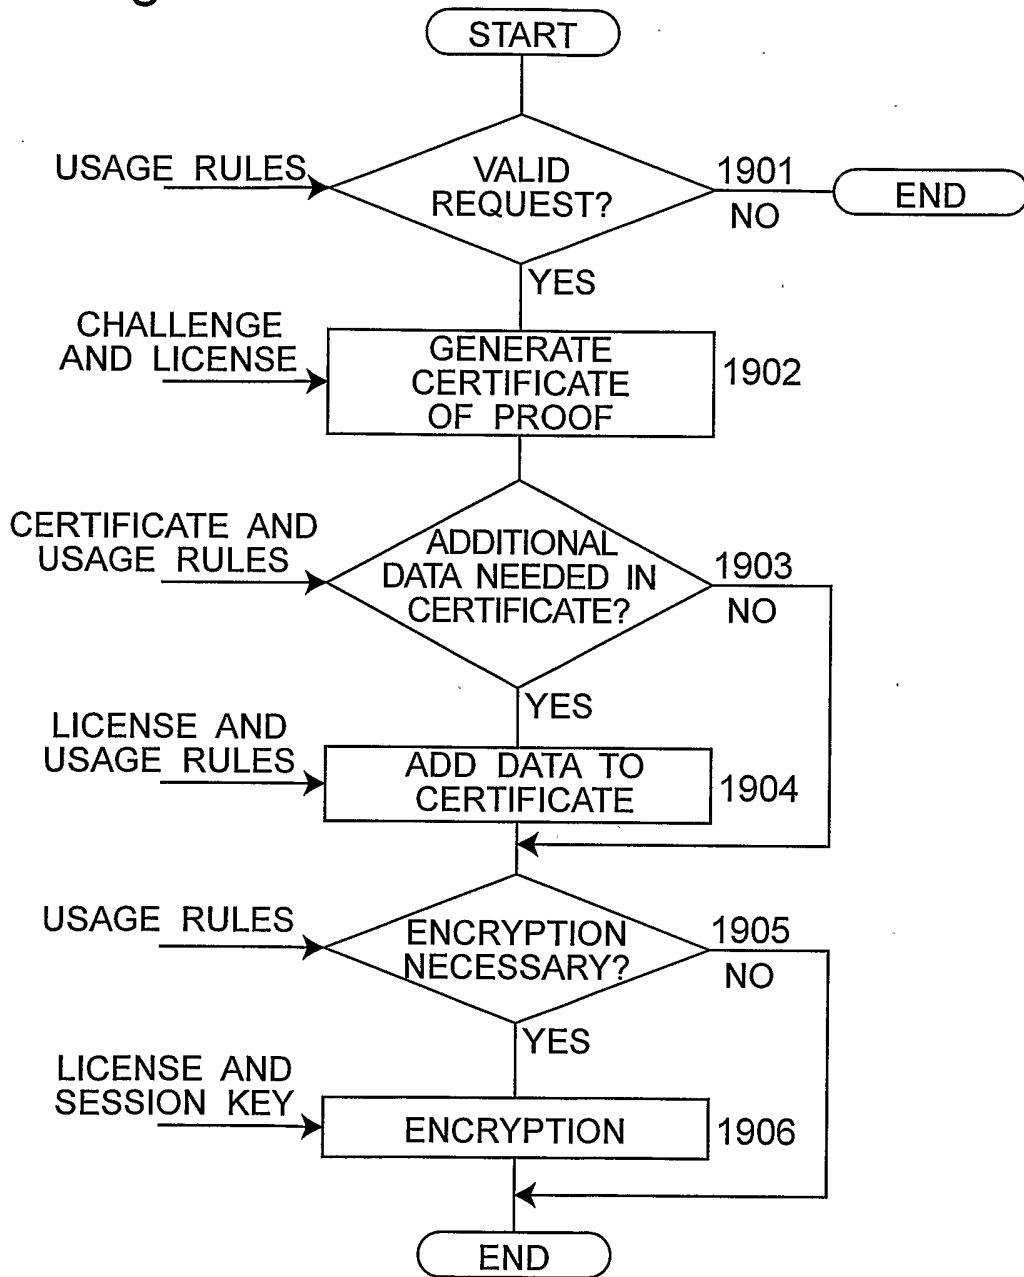 START
USAGE RULES
VALID
REQUEST?
1901
NO
END
YES
CHALLENGE
AND LICENSE
GENERATE
CERTIFICATE
OF PROOF
1902
CERTIFICATE AND
USAGE RULES
ADDITIONAL
DATA NEEDED IN
CERTIFICATE?
1903
NO
YES
LICENSE AND
USAGE RULES
ADD DATA TO
CERTIFICATE
1904
USAGE RULES
ENCRYPTION
NECESSARY?
1905
NO
YES
LICENSE AND
SESSION KEY
ENCRYPTION
1906
END